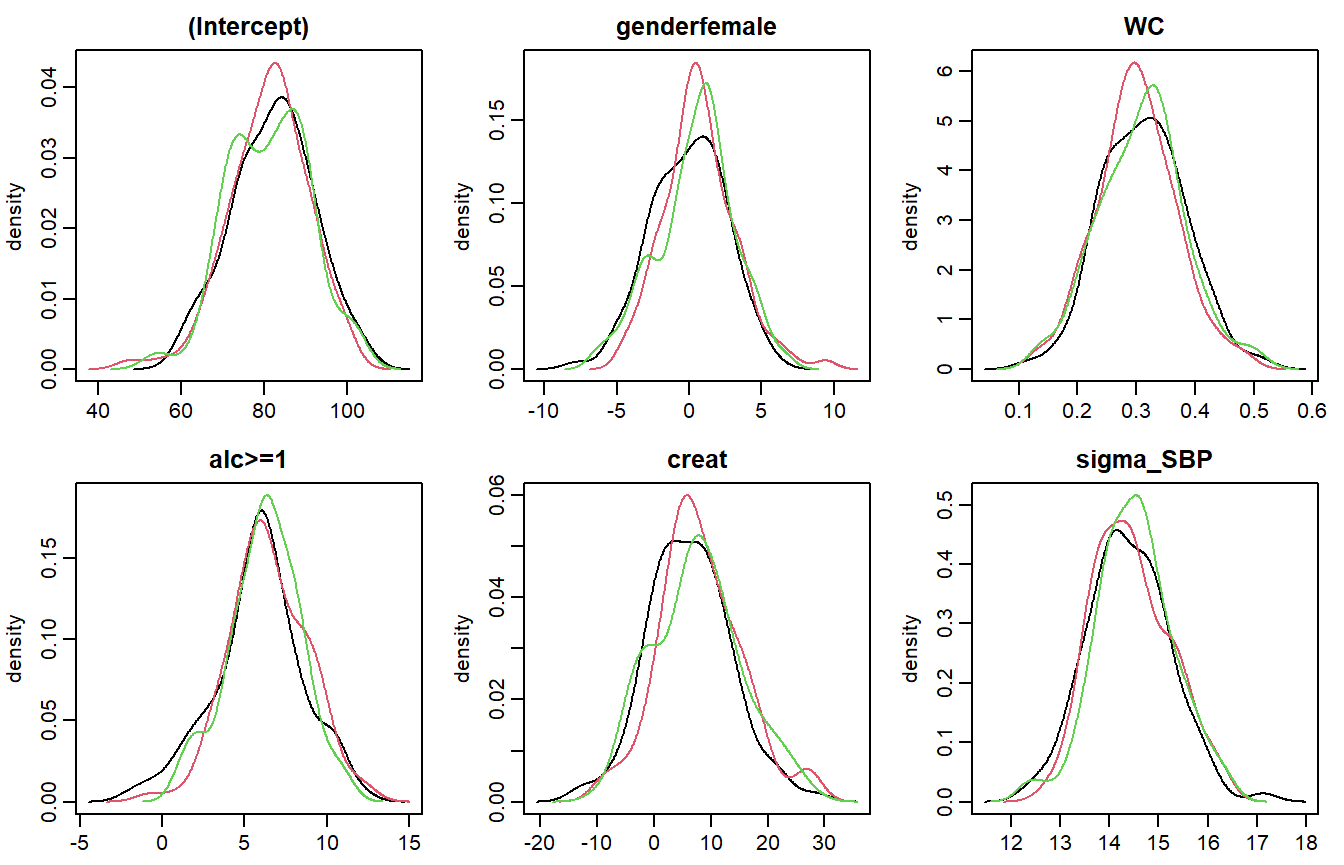 (Intercept)
density
0.00 0.01 0.02 0.03 0.04
40 60 80 100
genderfemale
density
0.00 0.05 0.10 0.15
-10 -5 0 5 10
WC
density
0 1 2 3 4 5 6
0.1 0.2 0.3 0.4 0.5 0.6
alc>=1
density
0.00 0.05 0.10 0.15
-5 0 5 10 15
creat
density
0.00 0.02 0.04 0.06
-20 -10 0 10 20 30
sigma_SBP
density
0.0 0.1 0.2 0.3 0.4 0.5
12 13 14 15 16 17 18